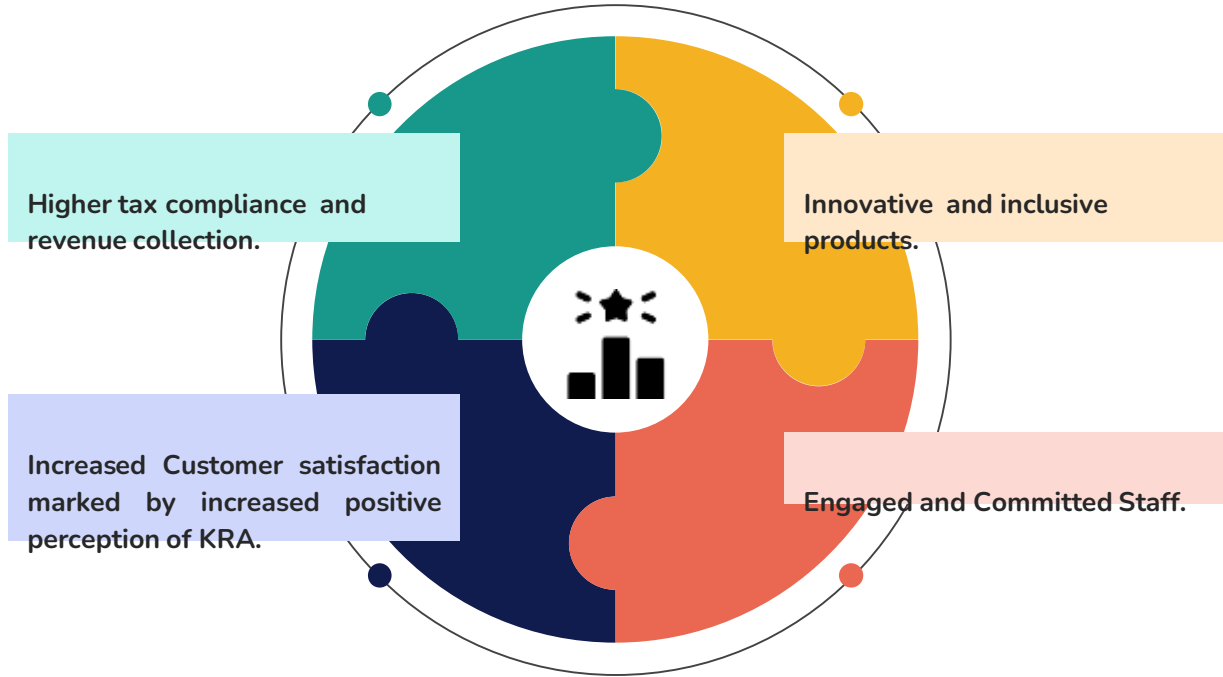 Higher tax compliance and
revenue collection.
Innovative and inclusive
products.
Increased Customer satisfaction
marked by increased positive
perception of KRA.
Engaged and Committed Staff.